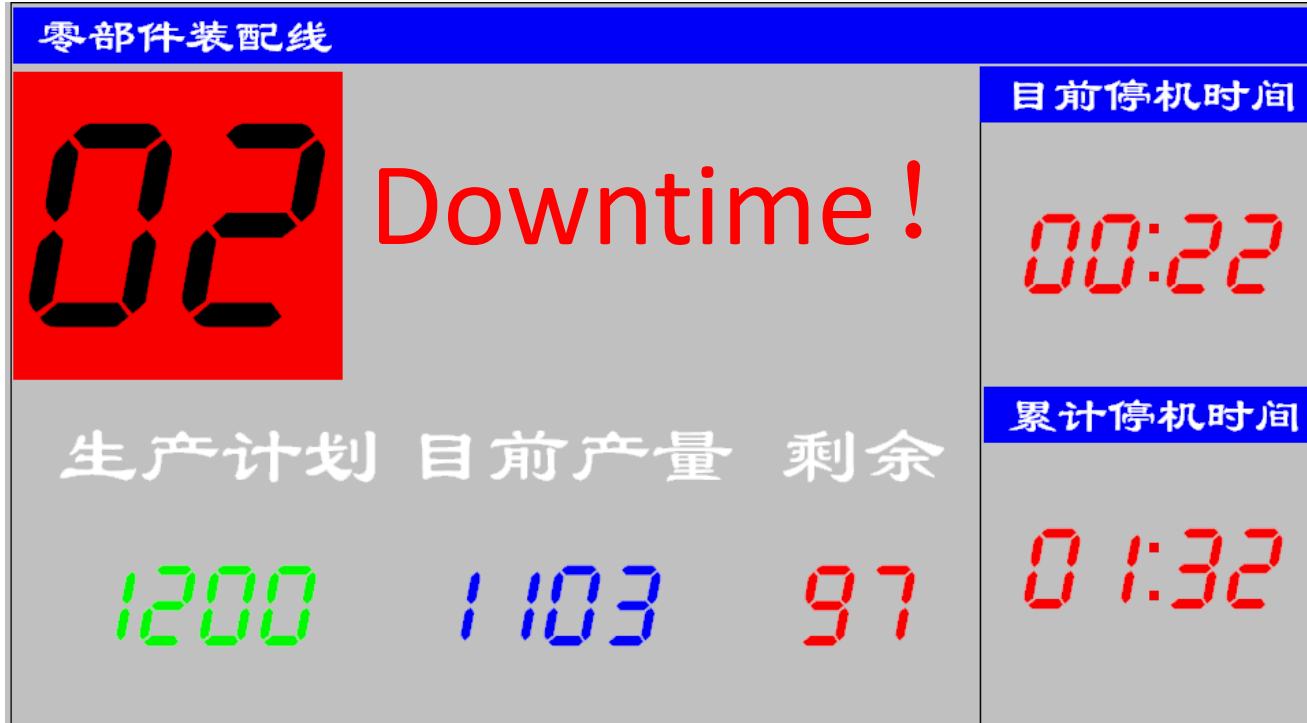 零部件装配线
02 Downtime！
目前停机时间
00:22
累计停机时间
01:32
生产计划 目前产量 剩余
1200 1103 97